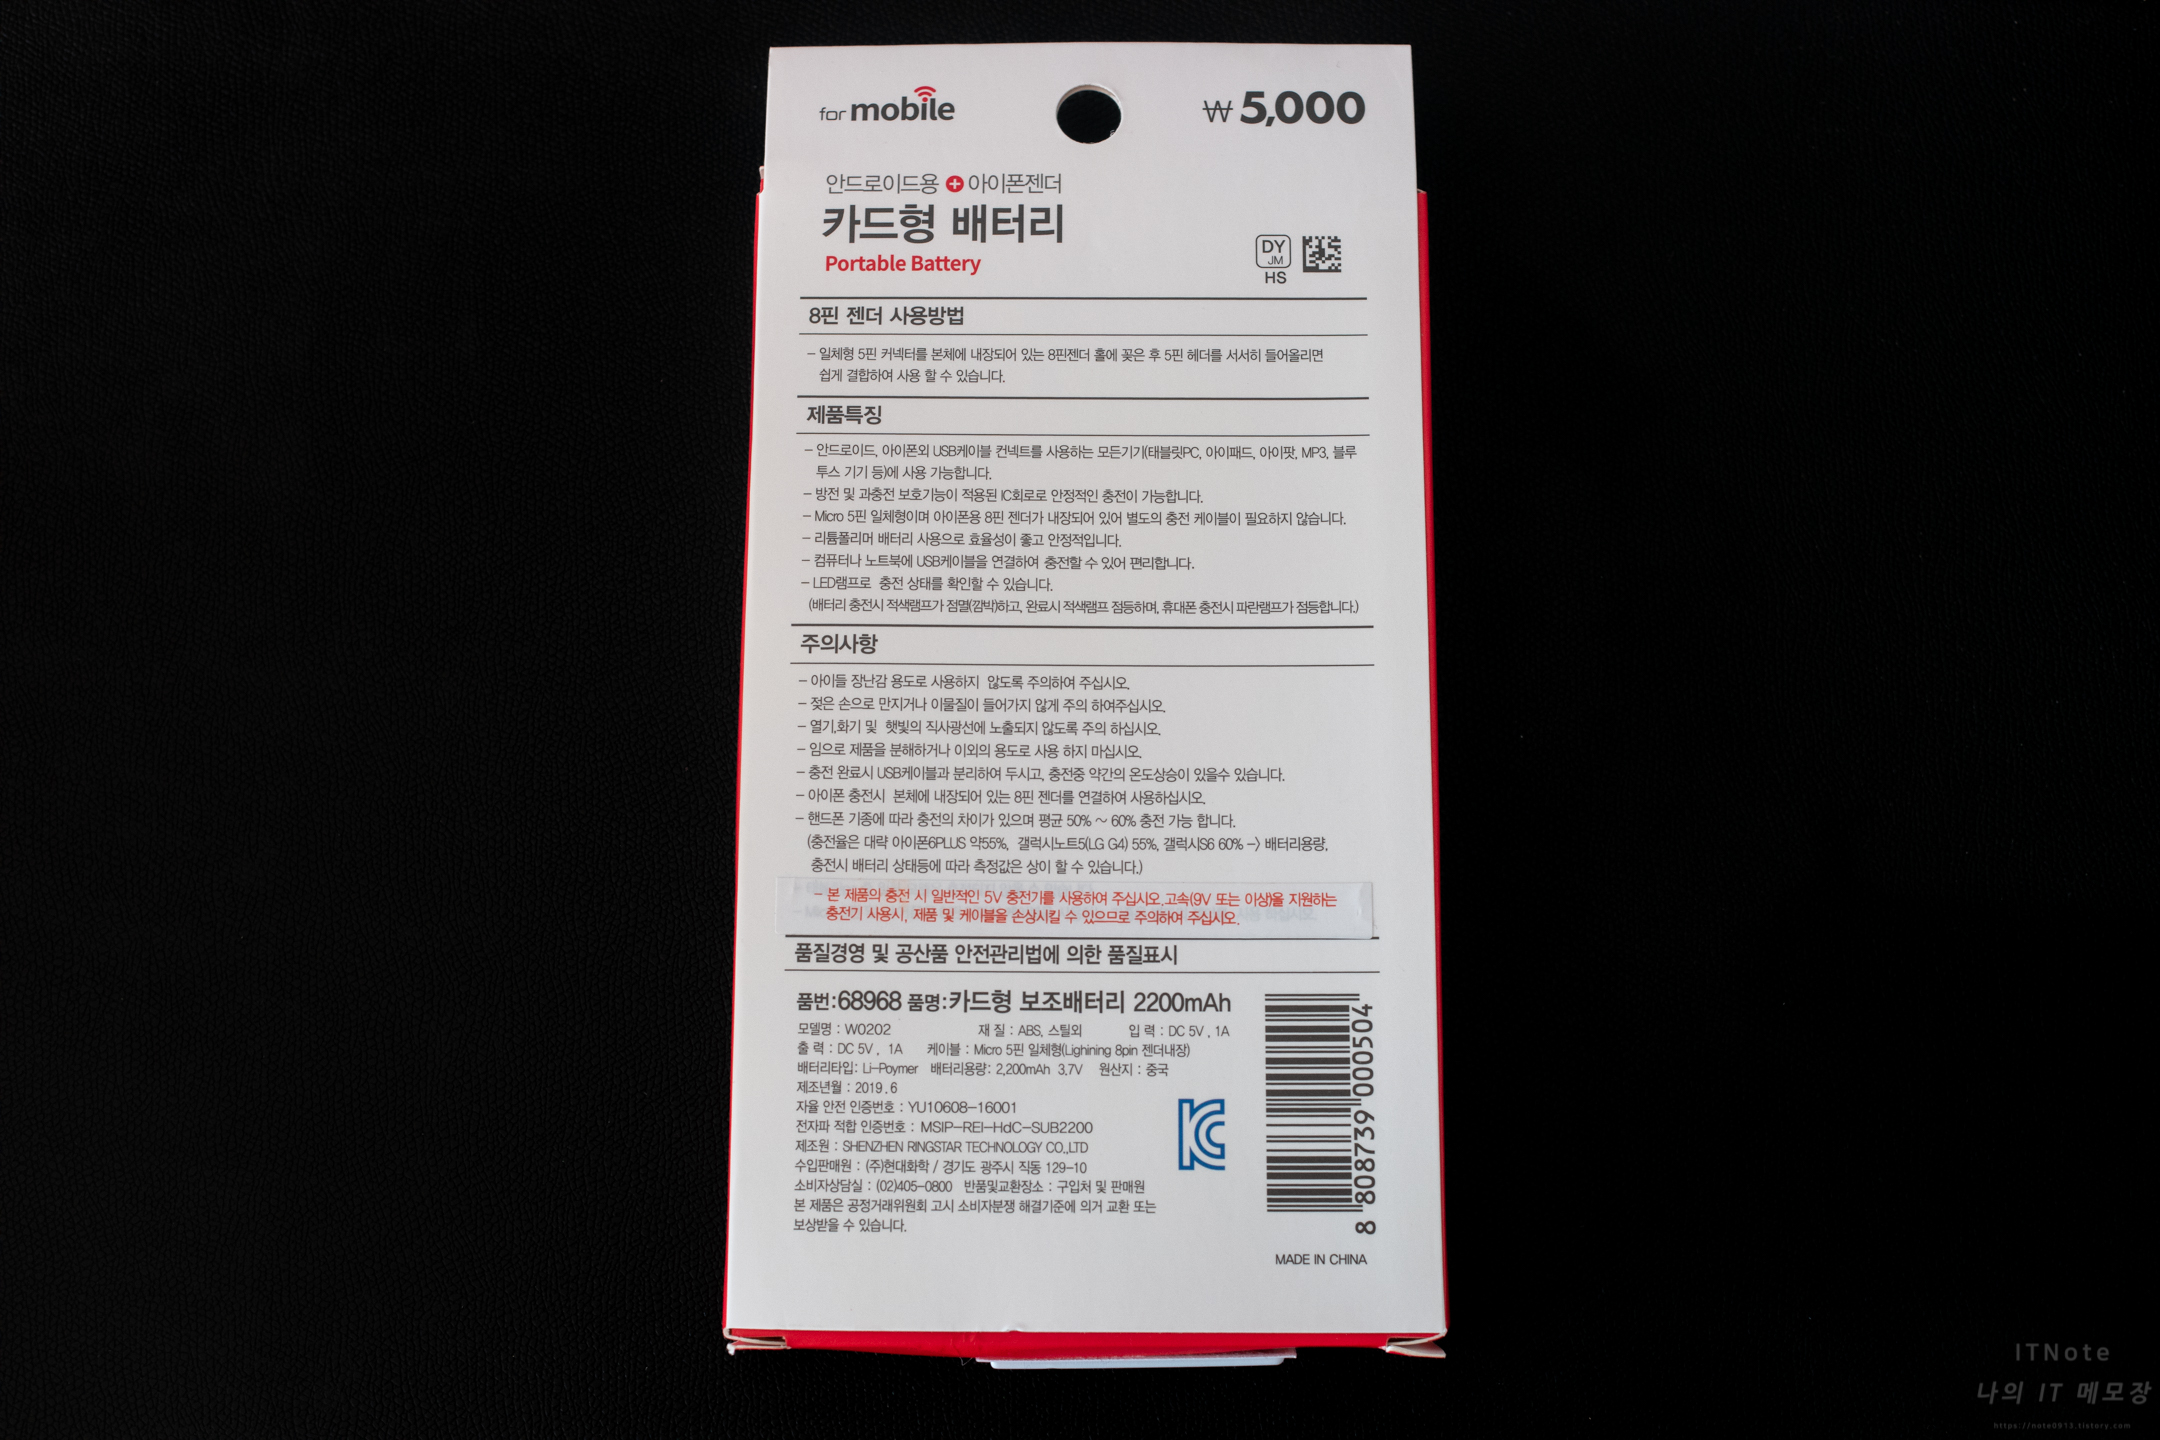 for mobile
₩ 5,000
안드로이드용 + 아이폰젠더
카드형 배터리
Portable Battery
DY
JM
HS
8핀 젠더 사용방법
- 일체형 5핀 커넥터를 본체에 내장되어 있는 8핀젠더 홀에 꽂은 후 5핀 헤더를 서서히 들어올리면
쉽게 결합하여 사용 할 수 있습니다.
제품특징
- 안드로이드, 아이폰외 USB케이블 컨넥트를 사용하는 모든기기(태블릿PC, 아이패드, 아이팟, MP3, 블루
투스 기기 등)에 사용 가능합니다.
- 방전 및 과충전 보호기능이 적용된 IC회로로 안정적인 충전이 가능합니다.
- Micro 5핀 일체형이며 아이폰용 8핀 젠더가 내장되어 있어 별도의 충전 케이블이 필요하지 않습니다.
- 리튬폴리머 배터리 사용으로 효율성이 좋고 안정적입니다.
- 컴퓨터나 노트북에 USB케이블을 연결하여 충전할 수 있어 편리합니다.
- LED램프로 충전 상태를 확인할 수 있습니다.
(배터리 충전시 적색램프가 점멸(깜박)하고, 완료시 적색램프 점등하며, 휴대폰 충전시 파란램프가 점등합니다.)
주의사항
- 아이들 장난감 용도로 사용하지 않도록 주의하여 주십시오.
- 젖은 손으로 만지거나 이물질이 들어가지 않게 주의 하여주십시오.
- 열기,화기 및 햇빛의 직사광선에 노출되지 않도록 주의 하십시오.
- 임으로 제품을 분해하거나 이외의 용도로 사용 하지 마십시오.
- 충전 완료시 USB케이블과 분리하여 두시고, 충전중 약간의 온도상승이 있을수 있습니다.
- 아이폰 충전시 본체에 내장되어 있는 8핀 젠더를 연결하여 사용하십시오.
- 핸드폰 기종에 따라 충전의 차이가 있으며 평균 50% ~ 60% 충전 가능 합니다.
(충전율은 대략 아이폰6PLUS 약55%, 갤럭시노트5(LG G4) 55%, 갤럭시S6 60% -> 배터리용량,
충전시 배터리 상태등에 따라 측정값은 상이 할 수 있습니다.)
- 본 제품의 충전 시 일반적인 5V 충전기를 사용하여 주십시오.고속(9V 또는 이상)을 지원하는
충전기 사용시, 제품 및 케이블을 손상시킬 수 있으므로 주의하여 주십시오.
품질경영 및 공산품 안전관리법에 의한 품질표시
품번:68968 품명:카드형 보조배터리 2200mAh
모델명 : W0202 재 질 : ABS, 스틸외 입 력 : DC 5V , 1A
출 력 : DC 5V , 1A 케이블 : Micro 5핀 일체형(Lighining 8pin 젠더내장)
배터리타입: Li-Poymer 배터리용량: 2,200mAh 3.7V 원산지 : 중국
제조년월 : 2019.6
자율 안전 인증번호 : YU10608-16001
전자파 적합 인증번호 : MSIP-REI-HdC-SUB2200
제조원 : SHENZHEN RINGSTAR TECHNOLOGY CO.,LTD
수입판매원 : (주)현대화학 / 경기도 광주시 직동 129-10
소비자상담실 : (02)405-0800 반품및교환장소 : 구입처 및 판매원
본 제품은 공정거래위원회 고시 소비자분쟁 해결기준에 의거 교환 또는
보상받을 수 있습니다.
8 808739 000504
MADE IN CHINA
ITNote
나의 IT 메모장
https://note0913.tistory.com